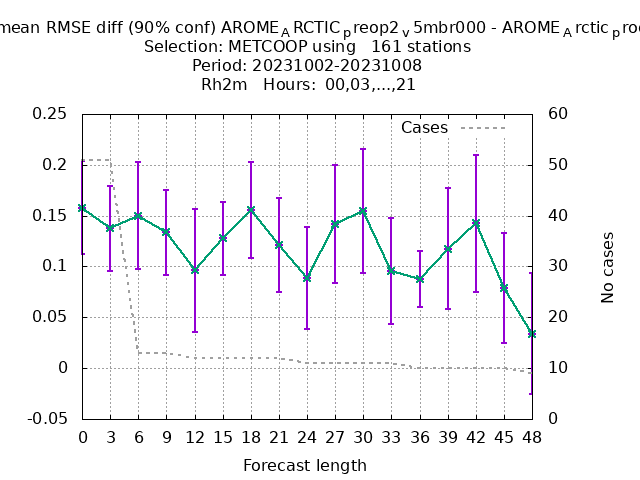 mean RMSE diff (90% conf) AROME A RCTIC p reop2 v 5mbr000 - AROME A rctic p
Selection: METCOOP using 161 stations
Period: 20231002-20231008
Rh2m Hours: 00,03,...,21
Cases
0.25
0.2
0.15
0.1
0.05
0
-0.05
60
50
40
30
20
10
0
No cases
0 3 6 9 12 15 18 21 24 27 30 33 36 39 42 45 48
Forecast length